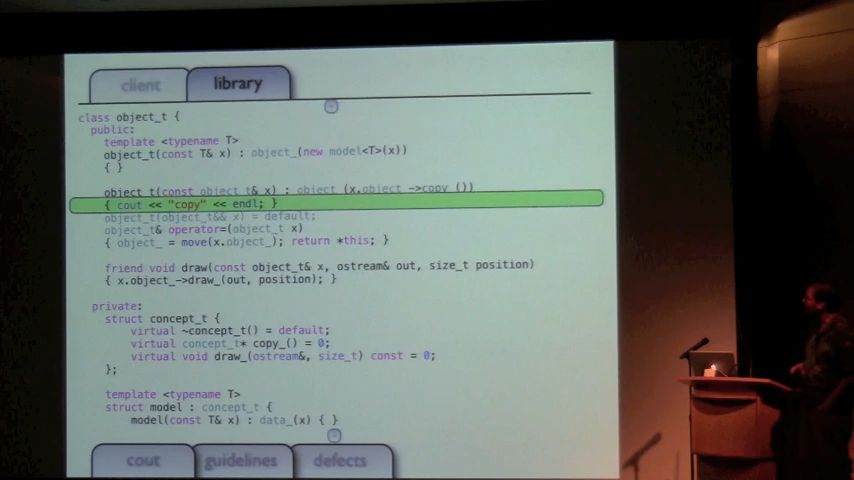 client library
class object_t {
public:
template <typename T>
object_t(const T& x) : object_(new model<T>(x))
{ }
object_t(const object_t& x) : object_(x.object_->copy_())
{ cout << "copy" << endl; }
object_t(object_t&& x) = default;
object_t& operator=(object_t x)
{ object_ = move(x.object_); return *this; }
friend void draw(const object_t& x, ostream& out, size_t position)
{ x.object_->draw_(out, position); }
private:
struct concept_t {
virtual ~concept_t() = default;
virtual concept_t* copy_() = 0;
virtual void draw_(ostream&, size_t) const = 0;
};
template <typename T>
struct model : concept_t {
model(const T& x) : data_(x) { }
cout guidelines defects